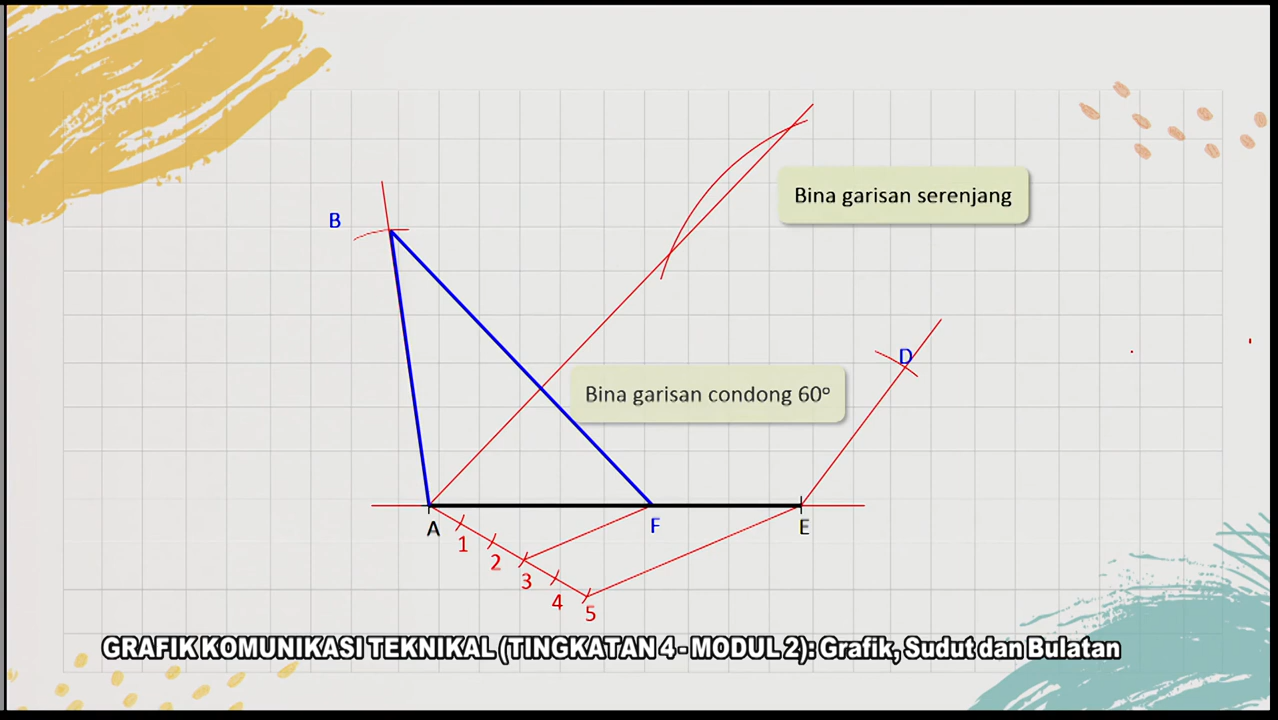 B
Bina garisan serenjang
D
Bina garisan condong 60°
A
F
E
1
2
3
4
5
GRAFIK KOMUNIKASI TEKNIKAL (TINGKATAN 4 - MODUL 2): Grafik, Sudut dan Bulatan